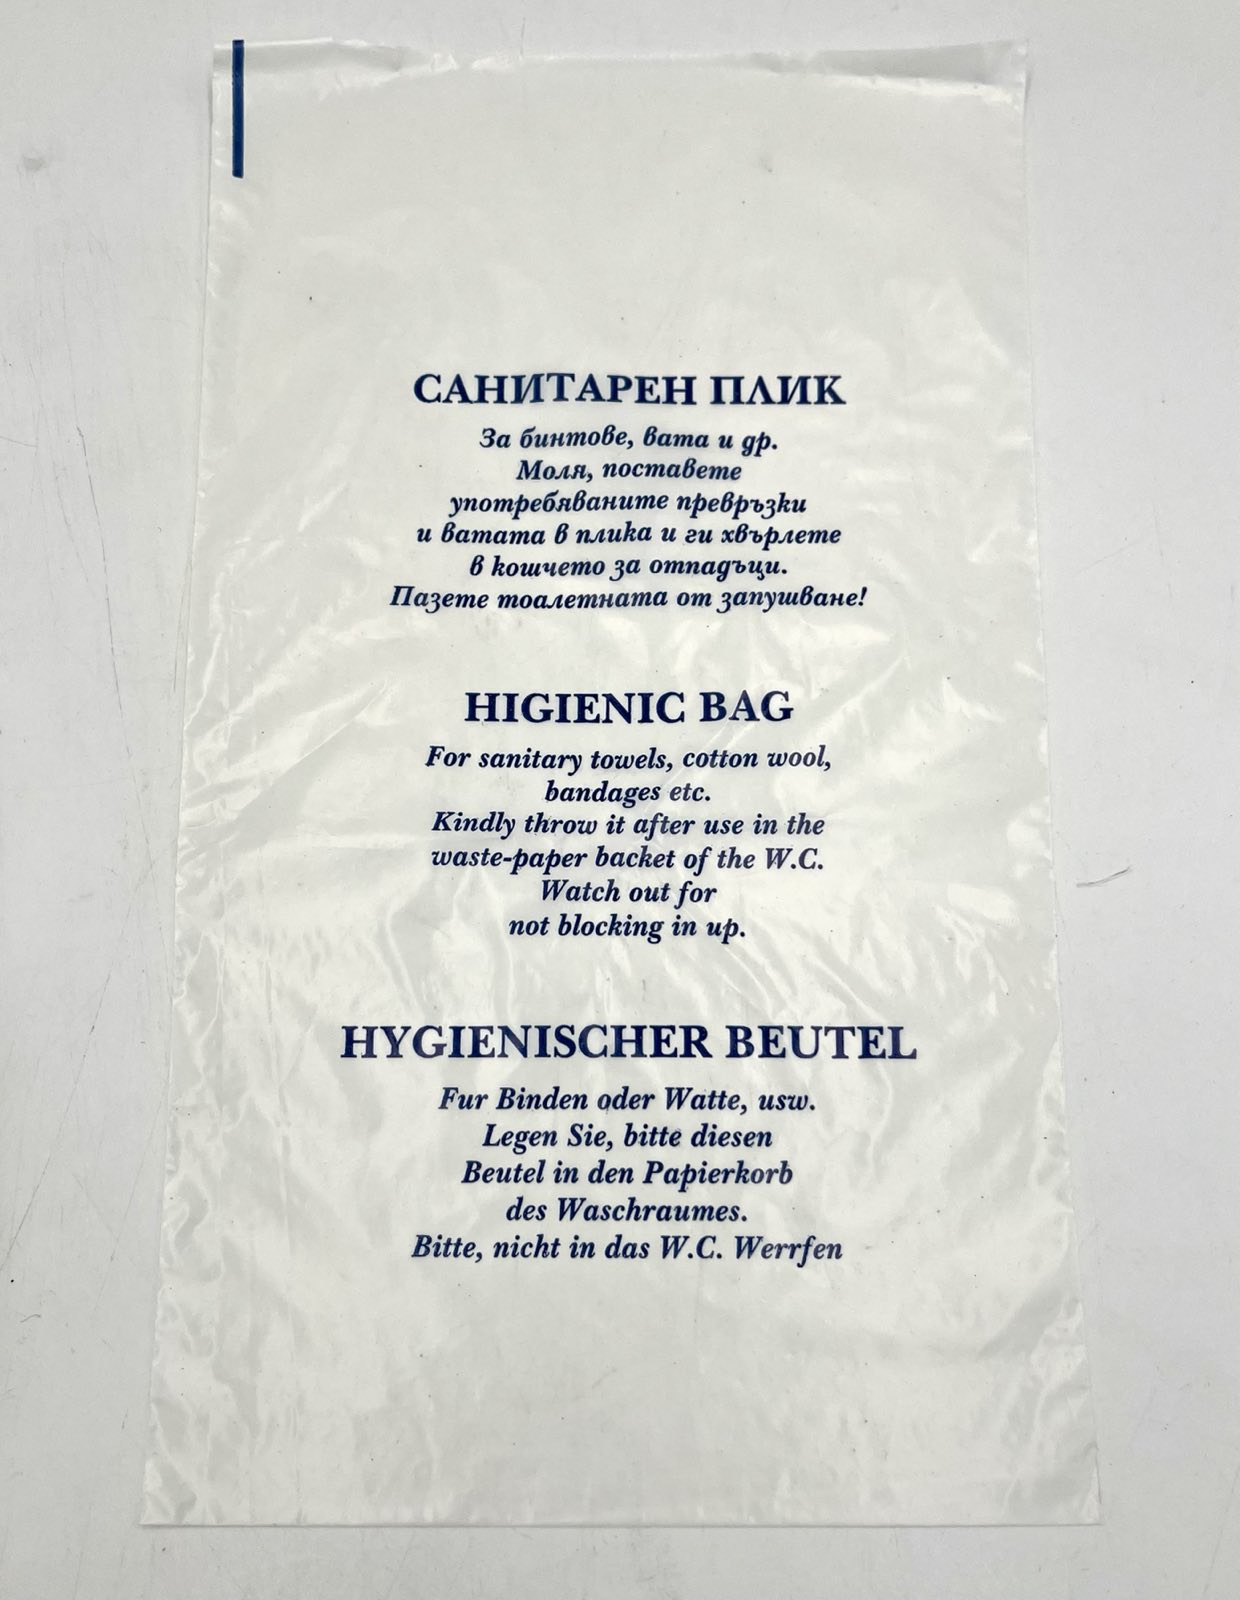 САНИТАРЕН ПЛИК
За бинтове, вата и др.
Моля, поставете
употребяваните превръзки
и ватата в плика и ги хвърлете
в кошчето за отпадъци.
Пазете тоалетната от запушване!
HIGIENIC BAG
For sanitary towels, cotton wool,
bandages etc.
Kindly throw it after use in the
waste-paper backet of the W.C.
Watch out for
not blocking in up.
HYGIENISCHER BEUTEL
Fur Binden oder Watte, usw.
Legen Sie, bitte diesen
Beutel in den Papierkorb
des Waschraumes.
Bitte, nicht in das W.C. Werrfen